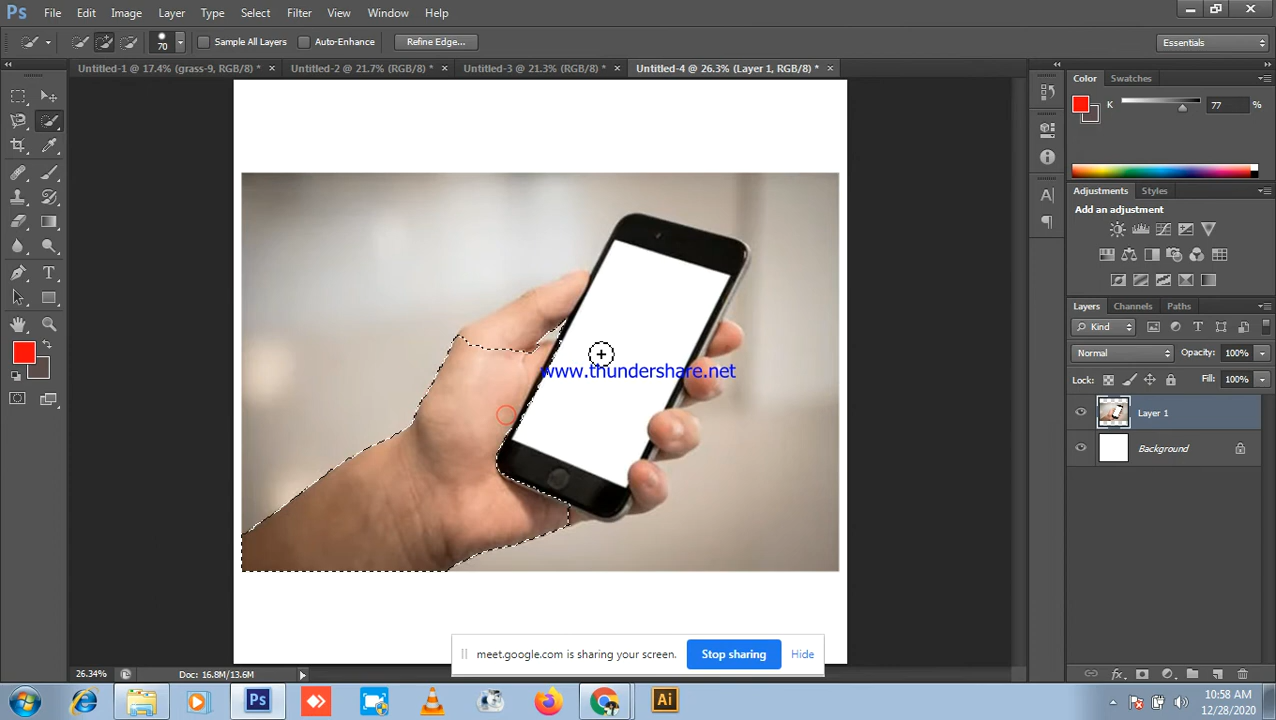 Ps File Edit Image Layer Type Select Filter View Window Help
70 Sample All Layers Auto-Enhance Refine Edge... Essentials
Untitled-1 @ 17.4% (grass-9, RGB/8) * × Untitled-2 @ 21.7% (RGB/8) * × Untitled-3 @ 21.3% (RGB/8) * × Untitled-4 @ 26.3% (Layer 1, RGB/8) * ×
Color Swatches
K 77 %
Adjustments Styles
Add an adjustment
Layers Channels Paths
Kind
Normal Opacity: 100%
Lock: Fill: 100%
Layer 1
Background
www.thundershare.net
meet.google.com is sharing your screen. Stop sharing Hide
26.34% Doc: 16.8M/13.6M
Ps Ai
10:58 AM
12/28/2020